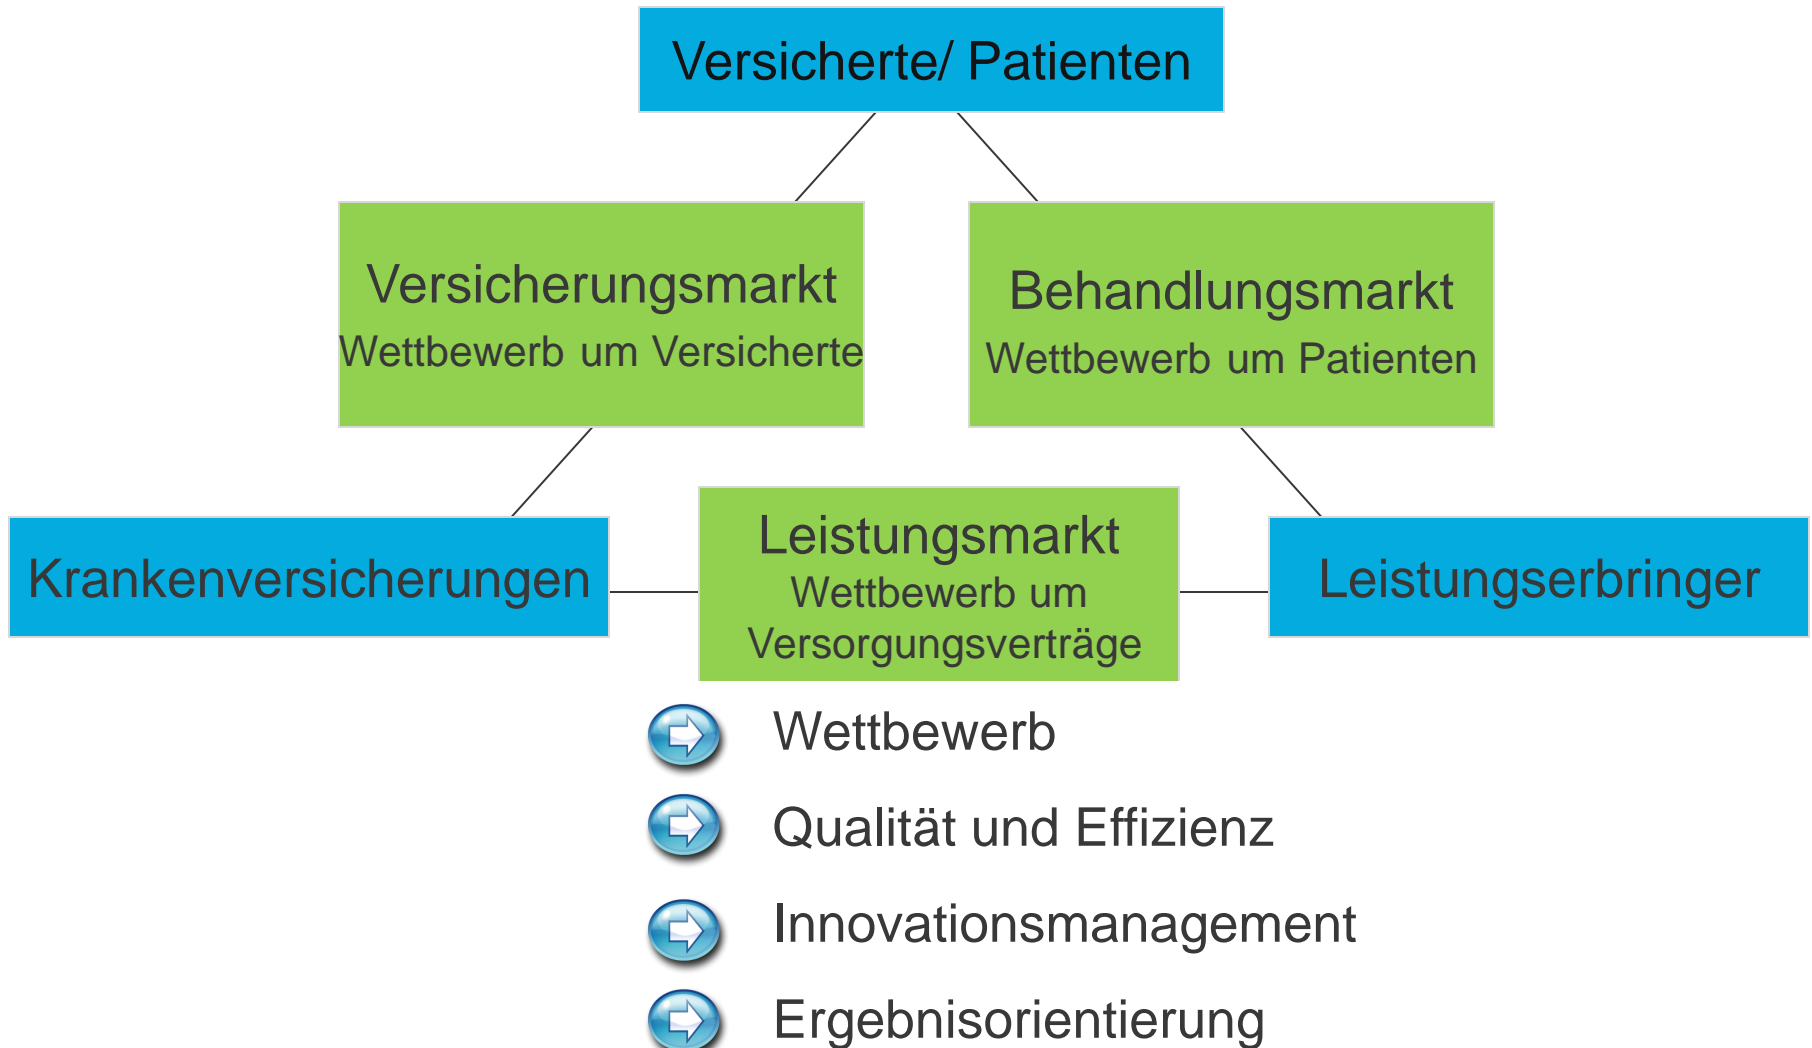 Versicherte/ Patienten
Versicherungsmarkt
Wettbewerb um Versicherte
Behandlungsmarkt
Wettbewerb um Patienten
Krankenversicherungen
Leistungsmarkt
Wettbewerb um
Versorgungsverträge
Leistungserbringer
Wettbewerb
Qualität und Effizienz
Innovationsmanagement
Ergebnisorientierung